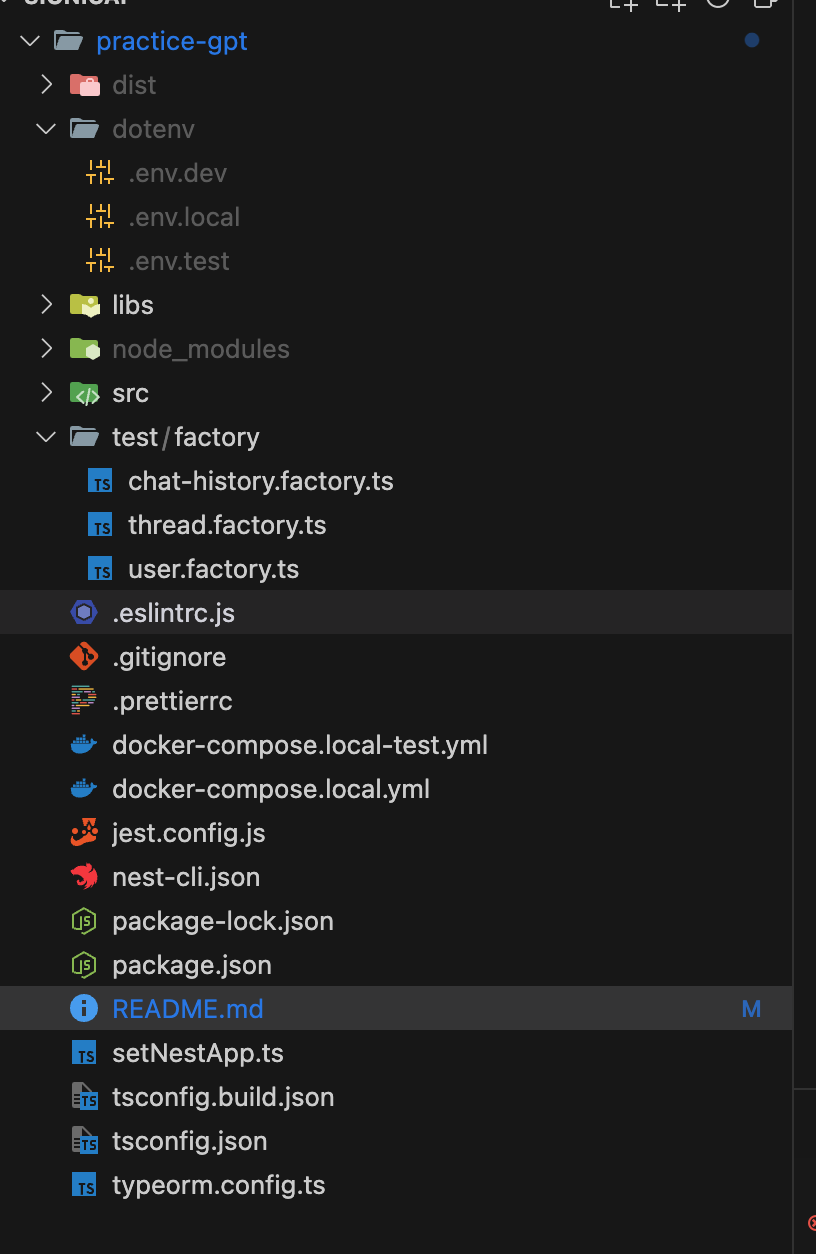 practice-gpt
dist
dotenv
.env.dev
.env.local
.env.test
libs
node_modules
src
test/factory
chat-history.factory.ts
thread.factory.ts
user.factory.ts
.eslintrc.js
.gitignore
.prettierrc
docker-compose.local-test.yml
docker-compose.local.yml
jest.config.js
nest-cli.json
package-lock.json
package.json
README.md M
setNestApp.ts
tsconfig.build.json
tsconfig.json
typeorm.config.ts